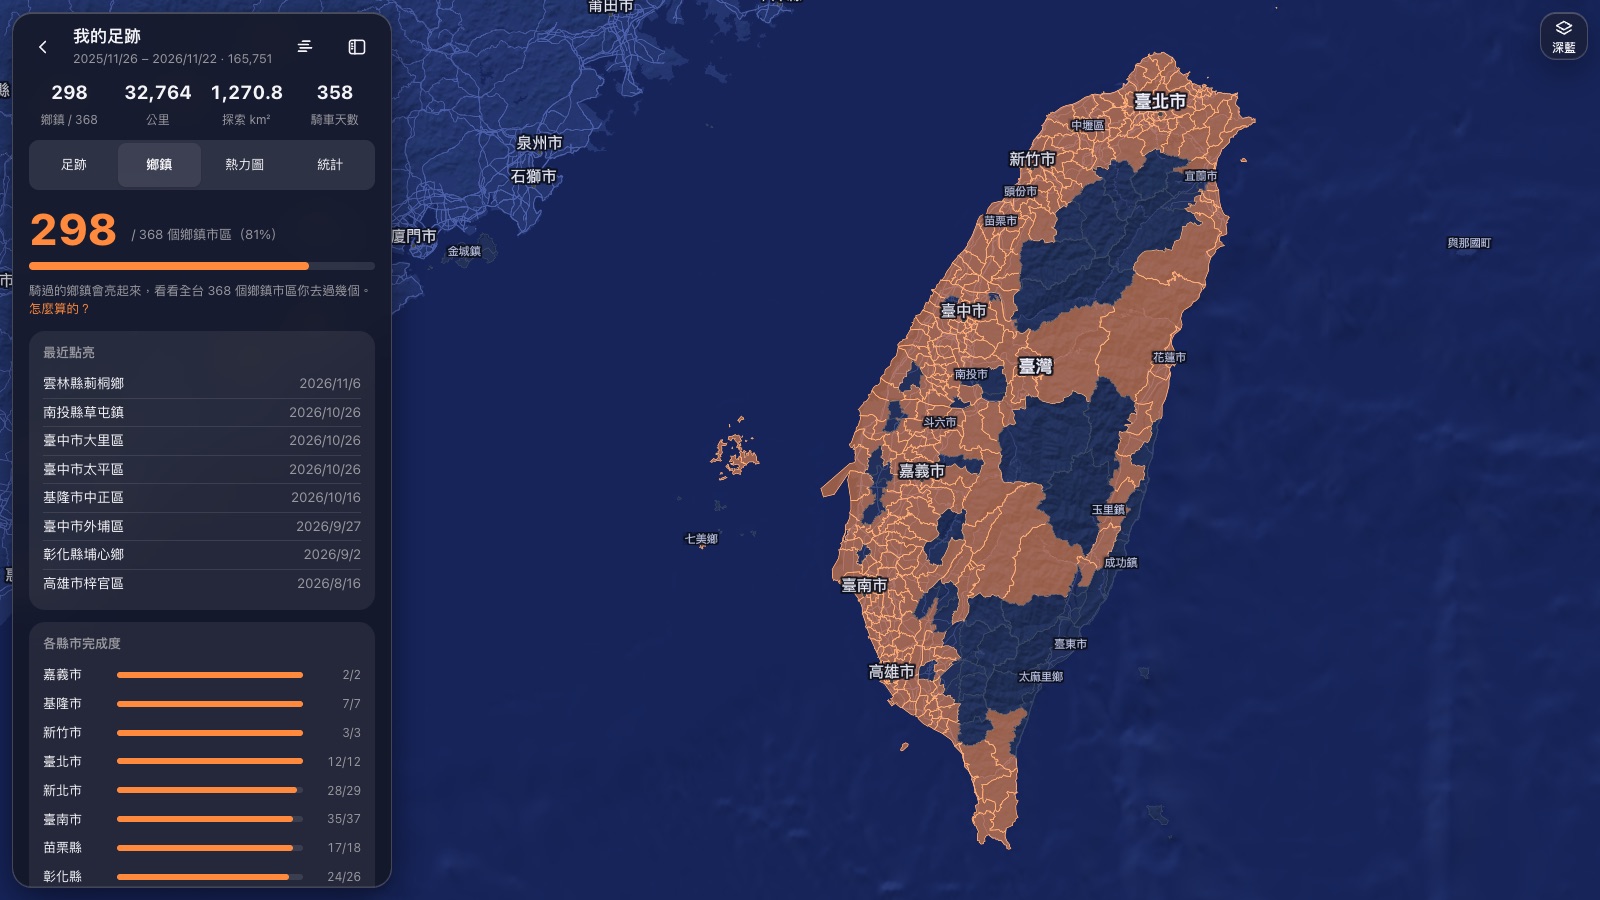 我的足跡
2025/11/26 – 2026/11/22 · 165,751
298
鄉鎮 / 368
32,764
公里
1,270.8
探索 km²
358
騎車天數
足跡
鄉鎮
熱力圖
統計
298 / 368 個鄉鎮市區 (81%)
騎過的鄉鎮會亮起來，看看全台 368 個鄉鎮市區你去過幾個。
怎麼算的？
最近點亮
雲林縣莿桐鄉 2026/11/6
南投縣草屯鎮 2026/10/26
臺中市大里區 2026/10/26
臺中市太平區 2026/10/26
基隆市中正區 2026/10/16
臺中市外埔區 2026/9/27
彰化縣埔心鄉 2026/9/2
高雄市梓官區 2026/8/16
各縣市完成度
嘉義市 2/2
基隆市 7/7
新竹市 3/3
臺北市 12/12
新北市 28/29
臺南市 35/37
苗栗縣 17/18
彰化縣 24/26
深藍
莆田市
泉州市
石獅市
廈門市
金城鎮
臺北市
中壢區
新竹市
頭份市
宜蘭市
苗栗市
與那國町
臺中市
花蓮市
臺灣
南投市
斗六市
嘉義市
玉里鎮
七美鄉
成功鎮
臺南市
臺東市
高雄市
太麻里鄉